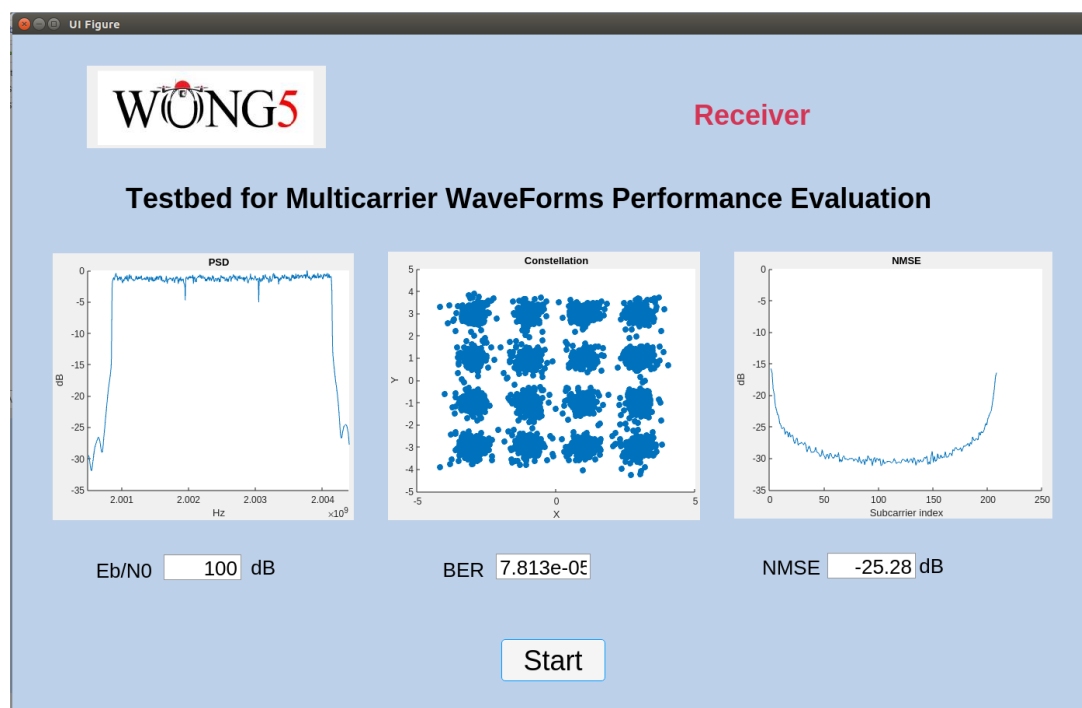 UI Figure
WONG5
Receiver
Testbed for Multicarrier WaveForms Performance Evaluation
PSD
0
-5
-10
-15
-20
-25
-30
-35
dB
2.001
2.002
2.003
2.004
Hz
×10^9
Constellation
5
4
3
2
1
0
-1
-2
-3
-4
-5
Y
-5
0
5
X
NMSE
0
-5
-10
-15
-20
-25
-30
-35
dB
0
50
100
150
200
250
Subcarrier index
Eb/N0 100 dB
BER 7.813e-05
NMSE -25.28 dB
Start